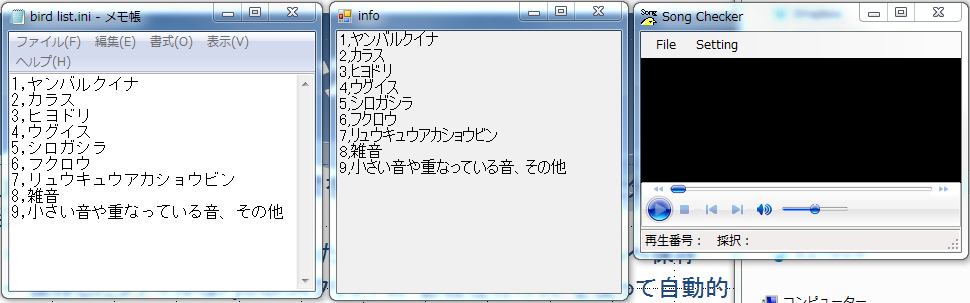 bird list.ini - メモ帳
ファイル(F) 編集(E) 書式(O) 表示(V)
ヘルプ(H)
1,ヤンバルクイナ
2,カラス
3,ヒヨドリ
4,ウグイス
5,シロガシラ
6,フクロウ
7,リュウキュウアカショウビン
8,雑音
9,小さい音や重なっている音、その他
info
1,ヤンバルクイナ
2,カラス
3,ヒヨドリ
4,ウグイス
5,シロガシラ
6,フクロウ
7,リュウキュウアカショウビン
8,雑音
9,小さい音や重なっている音、その他
Song Checker
File Setting
再生番号： 採択：
って自動的
コンピューター